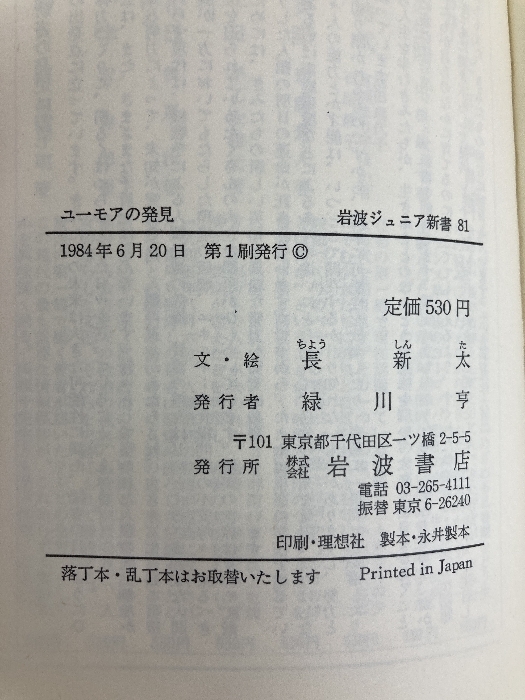 ユーモアの発見 岩波ジュニア新書 81
1984年6月20日 第1刷発行 ©
定価 530円
ちよう しん た
文・絵 長 新 太
発行者 緑 川 亨
〒101 東京都千代田区一ツ橋 2-5-5
発行所 株式会社 岩 波 書 店
電話 03-265-4111
振替 東京 6-26240
印刷・理想社 製本・永井製本
落丁本・乱丁本はお取替いたします Printed in Japan